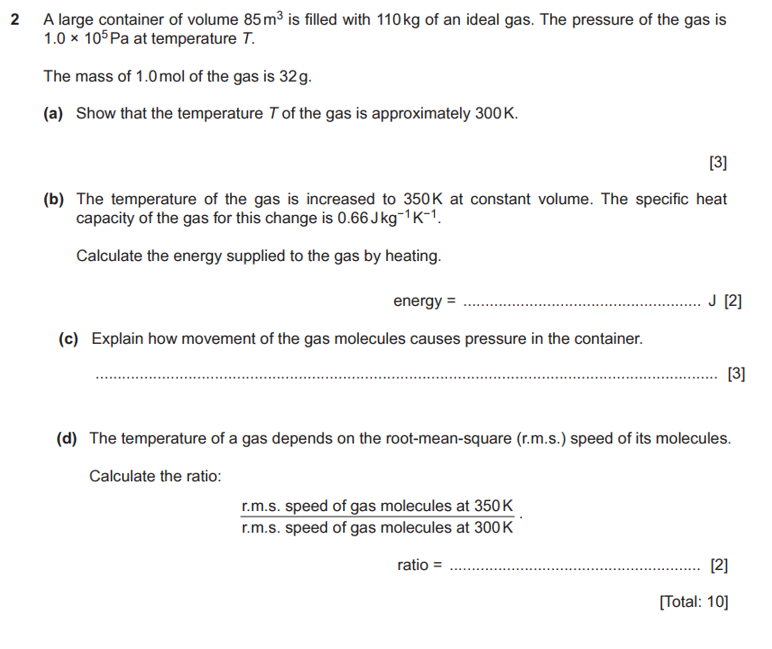 2 A large container of volume 85 m³ is filled with 110 kg of an ideal gas. The pressure of the gas is
1.0 × 10⁵ Pa at temperature T.
The mass of 1.0 mol of the gas is 32 g.
(a) Show that the temperature T of the gas is approximately 300 K.
[3]
(b) The temperature of the gas is increased to 350 K at constant volume. The specific heat
capacity of the gas for this change is 0.66 J kg⁻¹ K⁻¹.
Calculate the energy supplied to the gas by heating.
energy = ...................................................... J [2]
(c) Explain how movement of the gas molecules causes pressure in the container.
.............................................................................................................................................. [3]
(d) The temperature of a gas depends on the root-mean-square (r.m.s.) speed of its molecules.
Calculate the ratio:
r.m.s. speed of gas molecules at 350 K
r.m.s. speed of gas molecules at 300 K .
ratio = ......................................................... [2]
[Total: 10]